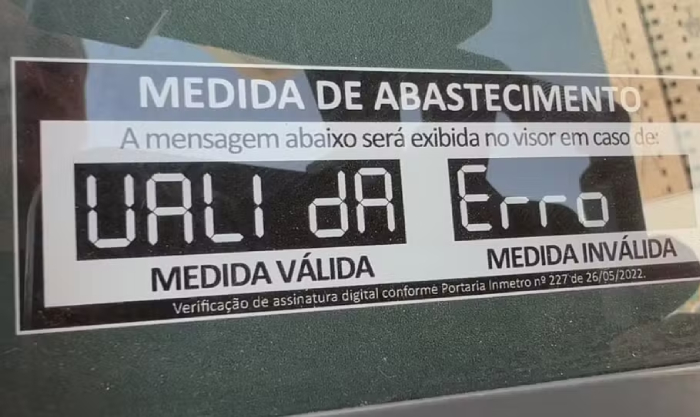 MEDIDA DE ABASTECIMENTO
A mensagem abaixo será exibida no visor em caso de:
VALI dA Erro
MEDIDA VÁLIDA MEDIDA INVÁLIDA
Verificação de assinatura digital conforme Portaria Inmetro nº 227 de 26/05/2022.